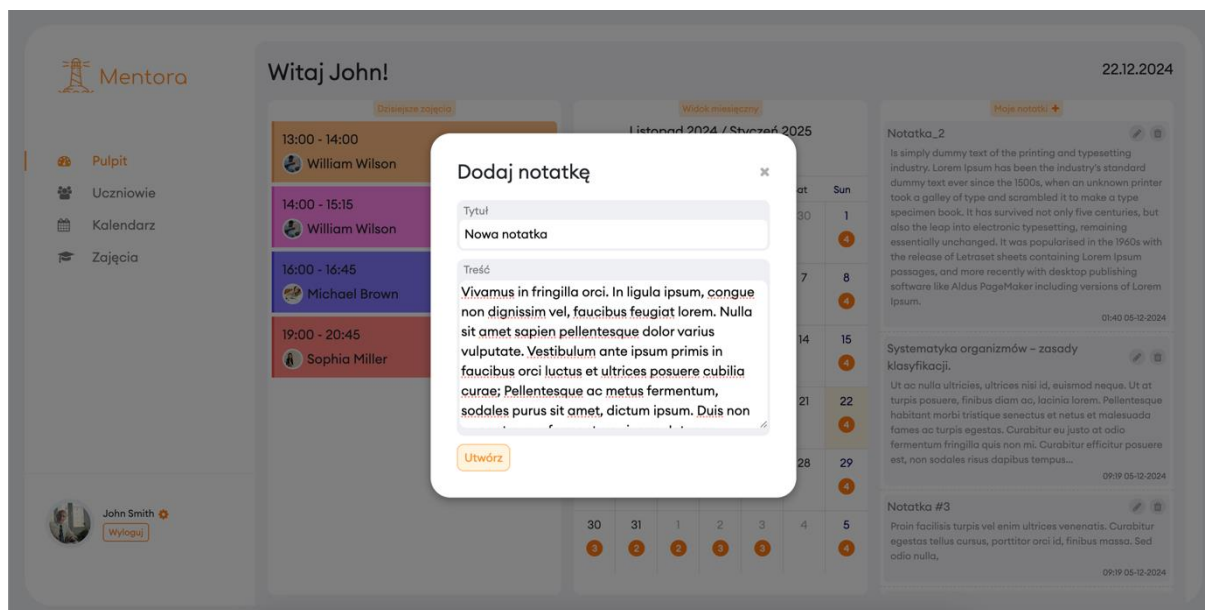 Mentora
Witaj John!
22.12.2024
Pulpit
Uczniowie
Kalendarz
Zajęcia
John Smith
Wyloguj
Dzisiejsze zajęcia
13:00 - 14:00
William Wilson
14:00 - 15:15
William Wilson
16:00 - 16:45
Michael Brown
19:00 - 20:45
Sophia Miller
Widok miesięczny
Listopad 2024 / Styczeń 2025
Sun
30 1
4
7 8
4
14 15
4
21 22
4
28 29
4
30 31 1 2 3 4 5
3 2 2 3 3 4
Dodaj notatkę
×
Tytuł
Nowa notatka
Treść
Vivamus in fringilla orci. In ligula ipsum, congue
non dignissim vel, faucibus feugiat lorem. Nulla
sit amet sapien pellentesque dolor varius
vulputate. Vestibulum ante ipsum primis in
faucibus orci luctus et ultrices posuere cubilia
curae; Pellentesque ac metus fermentum,
sodales purus sit amet, dictum ipsum. Duis non
Utwórz
Moje notatki +
Notatka_2
Is simply dummy text of the printing and typesetting
industry. Lorem Ipsum has been the industry's standard
dummy text ever since the 1500s, when an unknown printer
took a galley of type and scrambled it to make a type
specimen book. It has survived not only five centuries, but
also the leap into electronic typesetting, remaining
essentially unchanged. It was popularised in the 1960s with
the release of Letraset sheets containing Lorem Ipsum
passages, and more recently with desktop publishing
software like Aldus PageMaker including versions of Lorem
Ipsum.
01:40 05-12-2024
Systematyka organizmów – zasady
klasyfikacji.
Ut ac nulla ultricies, ultrices nisi id, euismod neque. Ut at
turpis posuere, finibus diam ac, lacinia lorem. Pellentesque
habitant morbi tristique senectus et netus et malesuada
fames ac turpis egestas. Curabitur eu justo at odio
fermentum fringilla quis non mi. Curabitur efficitur posuere
est, non sodales risus dapibus tempus...
09:19 05-12-2024
Notatka #3
Proin facilisis turpis vel enim ultrices venenatis. Curabitur
egestas tellus cursus, porttitor orci id, finibus massa. Sed
odio nulla,
09:19 05-12-2024